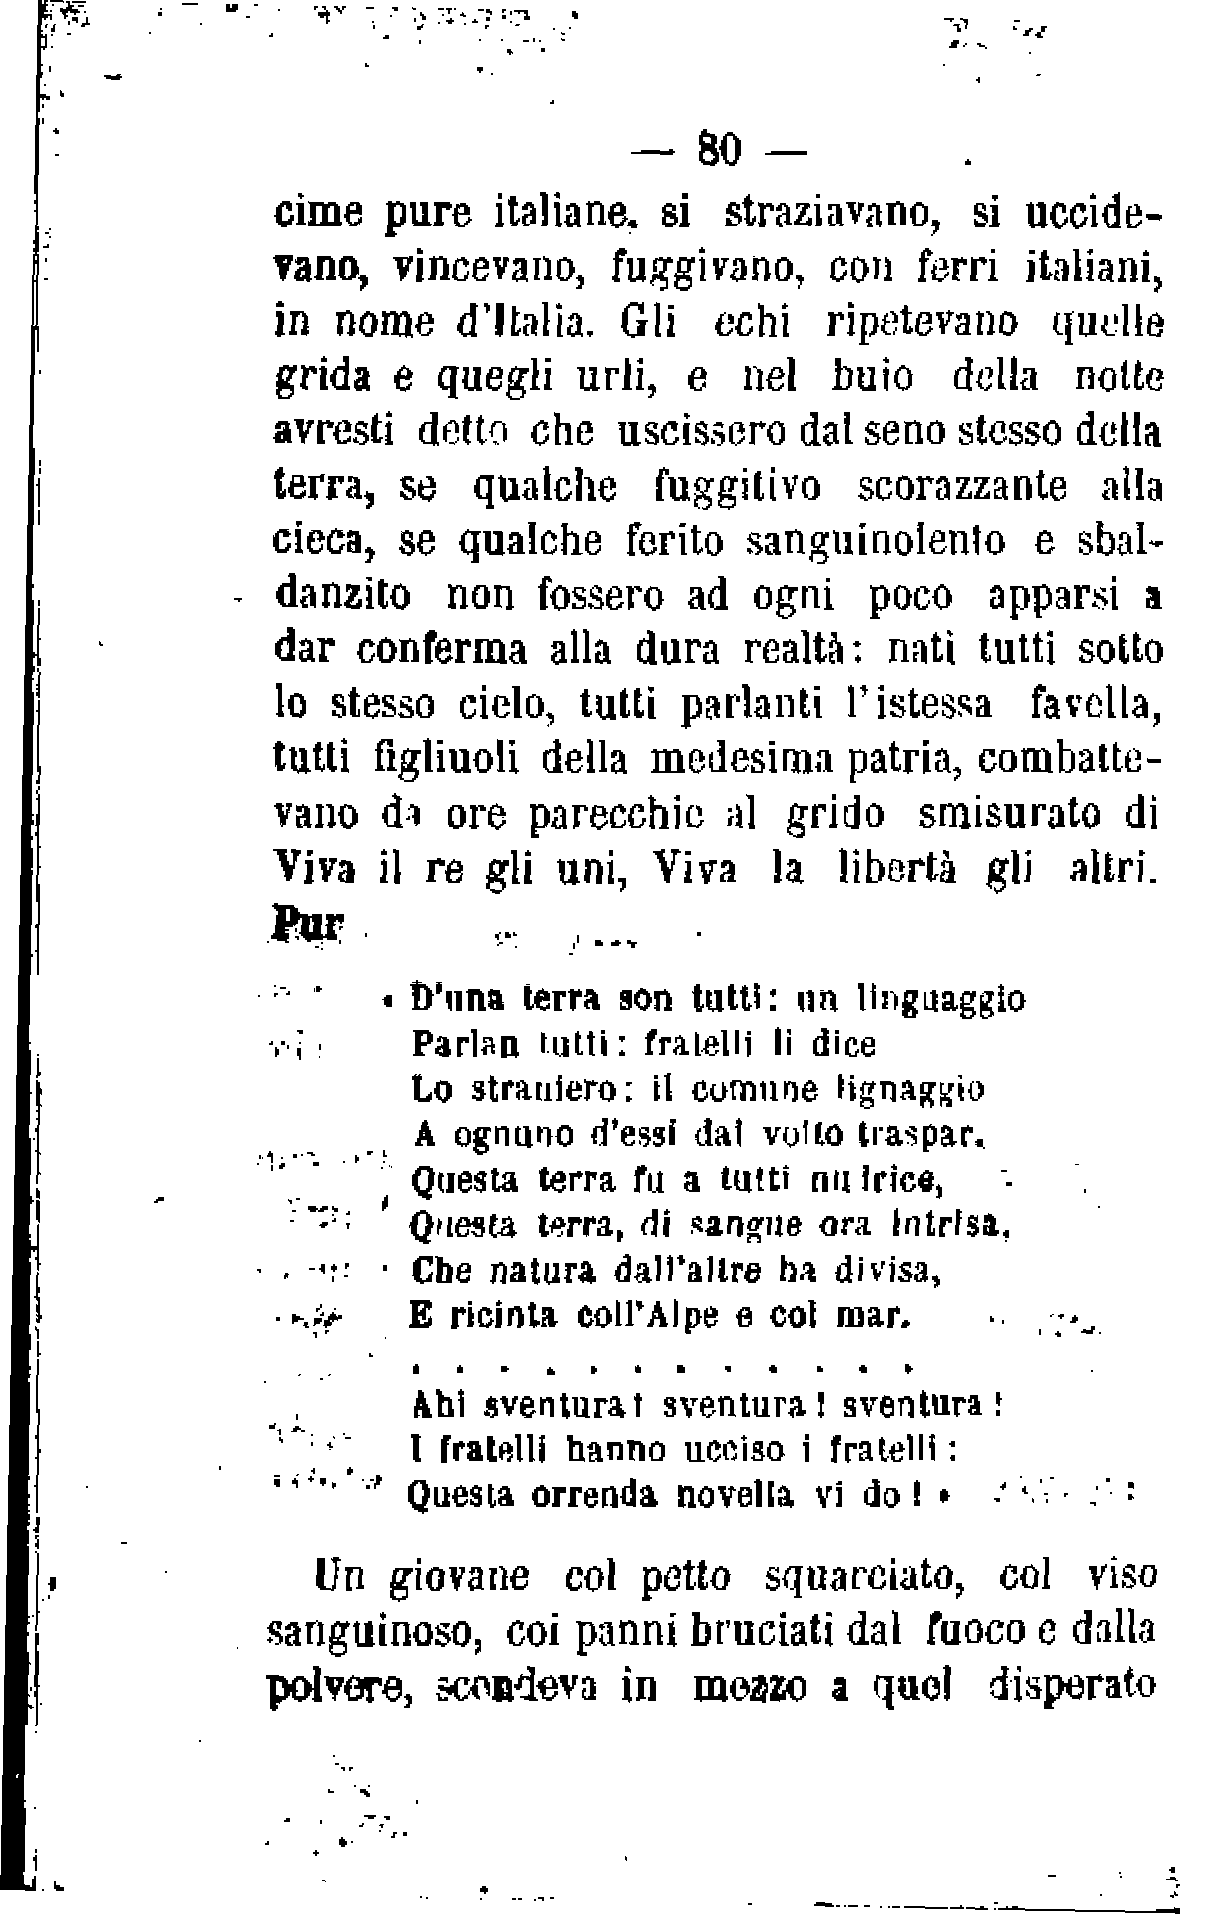 — 80 —
cime pure italiane, si straziavano, si uccide-
vano, vincevano, fuggivano, con ferri italiani,
in nome d'Italia. Gli echi ripetevano quelle
grida e quegli urli, e nel buio della notte
avresti detto che uscissero dal seno stesso della
terra, se qualche fuggitivo scorazzante alla
cieca, se qualche ferito sanguinolento e sbal-
danzito non fossero ad ogni poco apparsi a
dar conferma alla dura realtà: nati tutti sotto
lo stesso cielo, tutti parlanti l'istessa favella,
tutti figliuoli della medesima patria, combatte-
vano da ore parecchie al grido smisurato di
Viva il re gli uni, Viva la libertà gli altri.
Pur
« D'una terra son tutti: un linguaggio
Parlan tutti: fratelli li dice
Lo straniero: il comune lignaggio
A ognuno d'essi dal volto traspar.
Questa terra fu a tutti nutrice,
Questa terra, di sangue ora intrisa,
Che natura dall'altre ha divisa,
E ricinta coll'Alpe e col mar.
. . . . . . . . . . . .
Ahi sventura! sventura! sventura!
I fratelli hanno ucciso i fratelli:
Questa orrenda novella vi do! »
Un giovane col petto squarciato, col viso
sanguinoso, coi panni bruciati dal fuoco e dalla
polvere, scendeva in mezzo a quel disperato